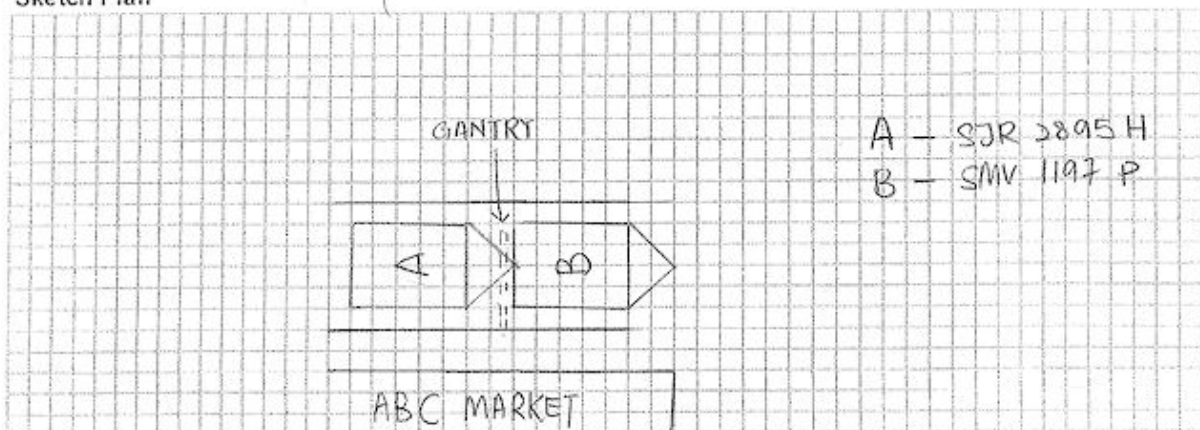 Sketch Plan
GANTRY
A - SJR 2895 H
B - SMV 1197 P
A
B
ABC MARKET